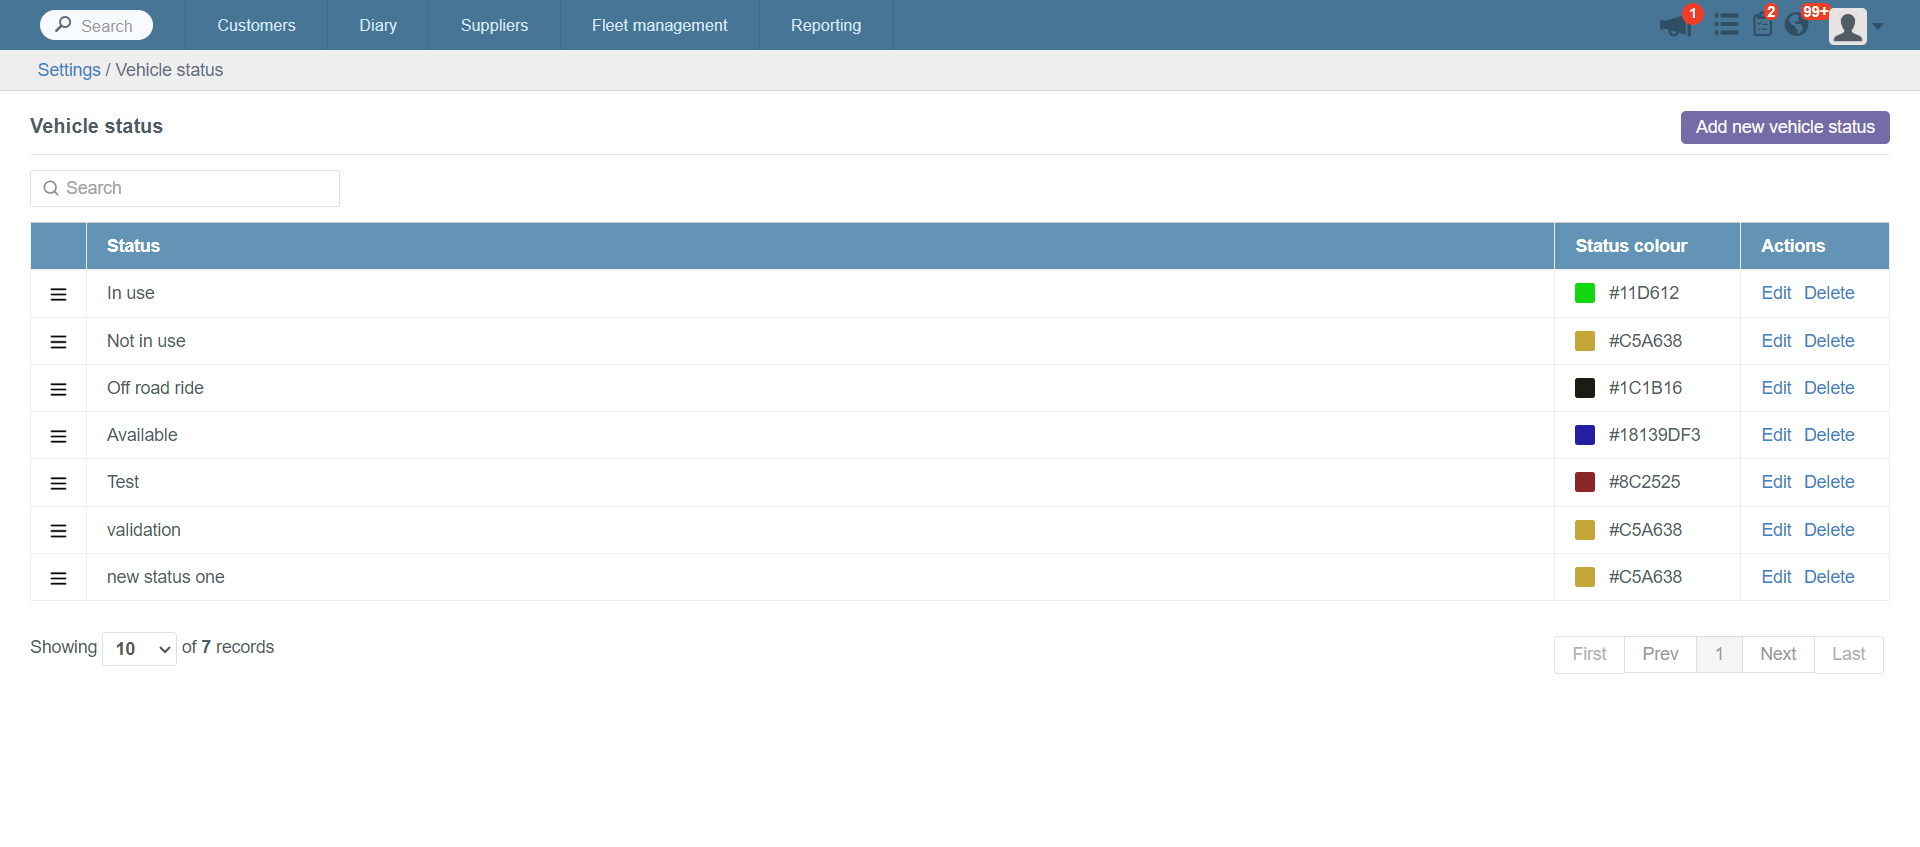 Search Customers Diary Suppliers Fleet management Reporting 1 2 99+
Settings / Vehicle status
Vehicle status Add new vehicle status
Search
Status Status colour Actions
In use #11D612 Edit Delete
Not in use #C5A638 Edit Delete
Off road ride #1C1B16 Edit Delete
Available #18139DF3 Edit Delete
Test #8C2525 Edit Delete
validation #C5A638 Edit Delete
new status one #C5A638 Edit Delete
Showing 10 of 7 records First Prev 1 Next Last